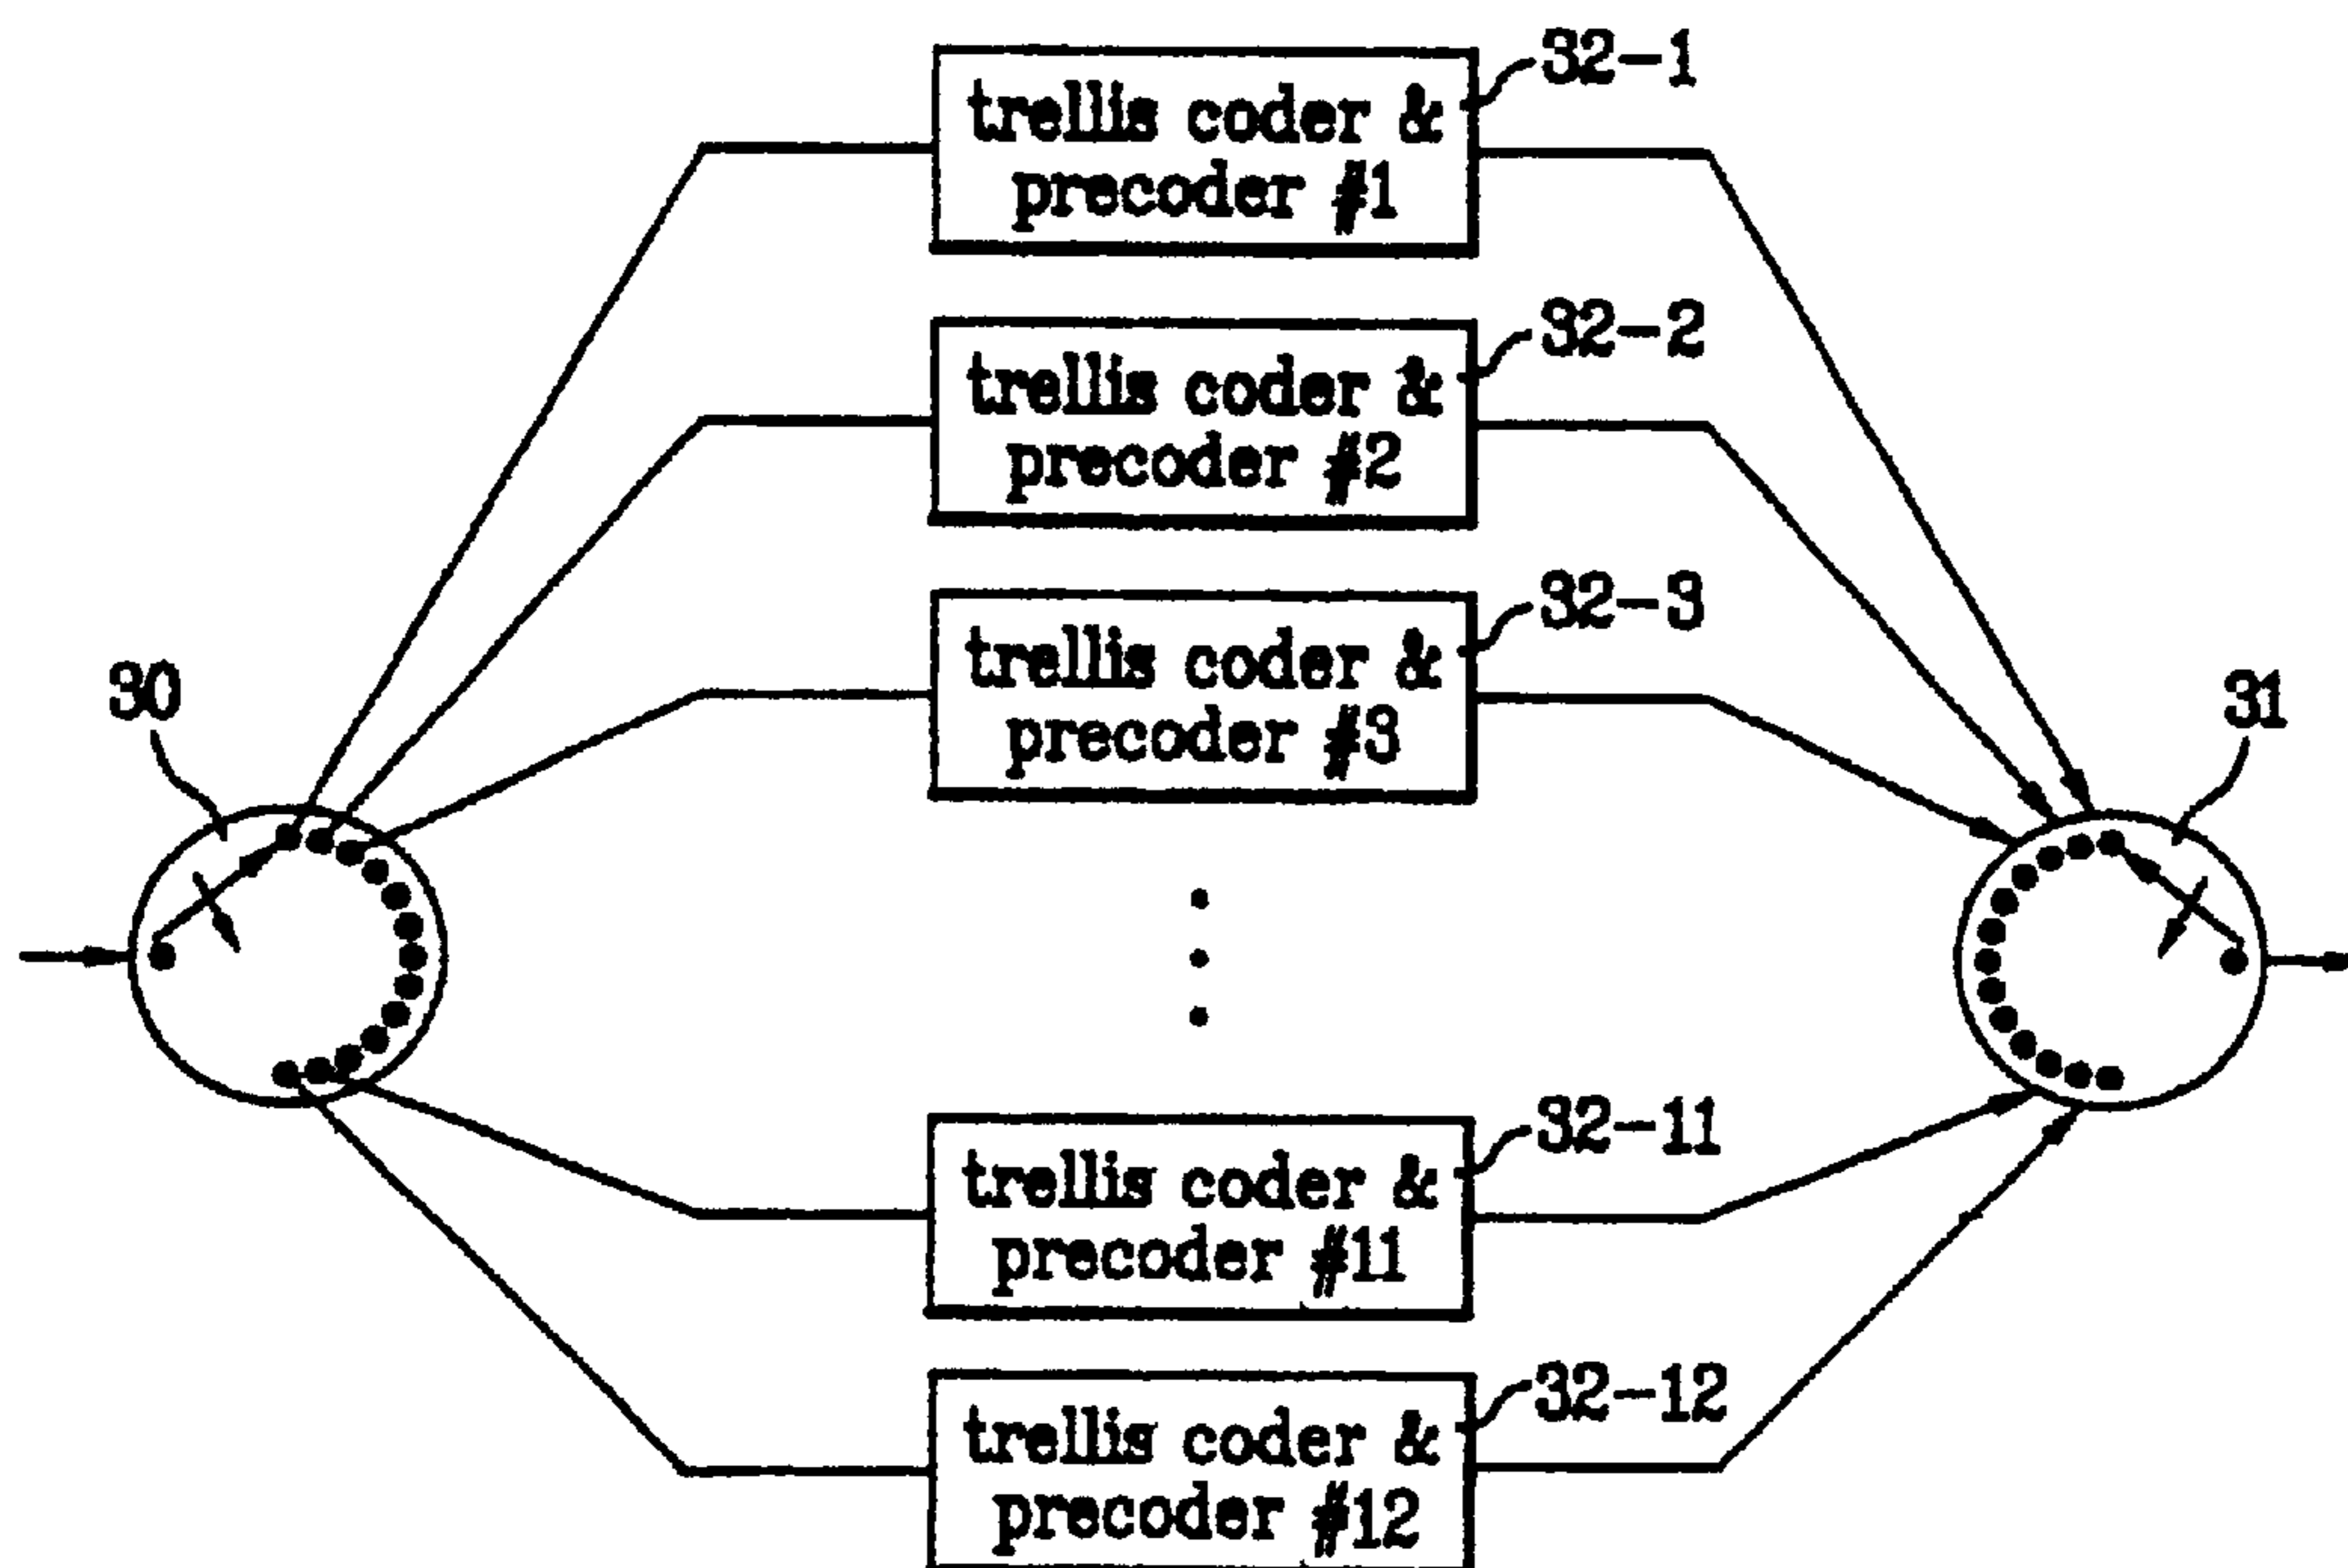 32-1
trellis coder &
precoder #1
32-2
trellis coder &
precoder #2
32-3
trellis coder &
precoder #3
30
31
32-11
trellis coder &
precoder #11
32-12
trellis coder &
precoder #12